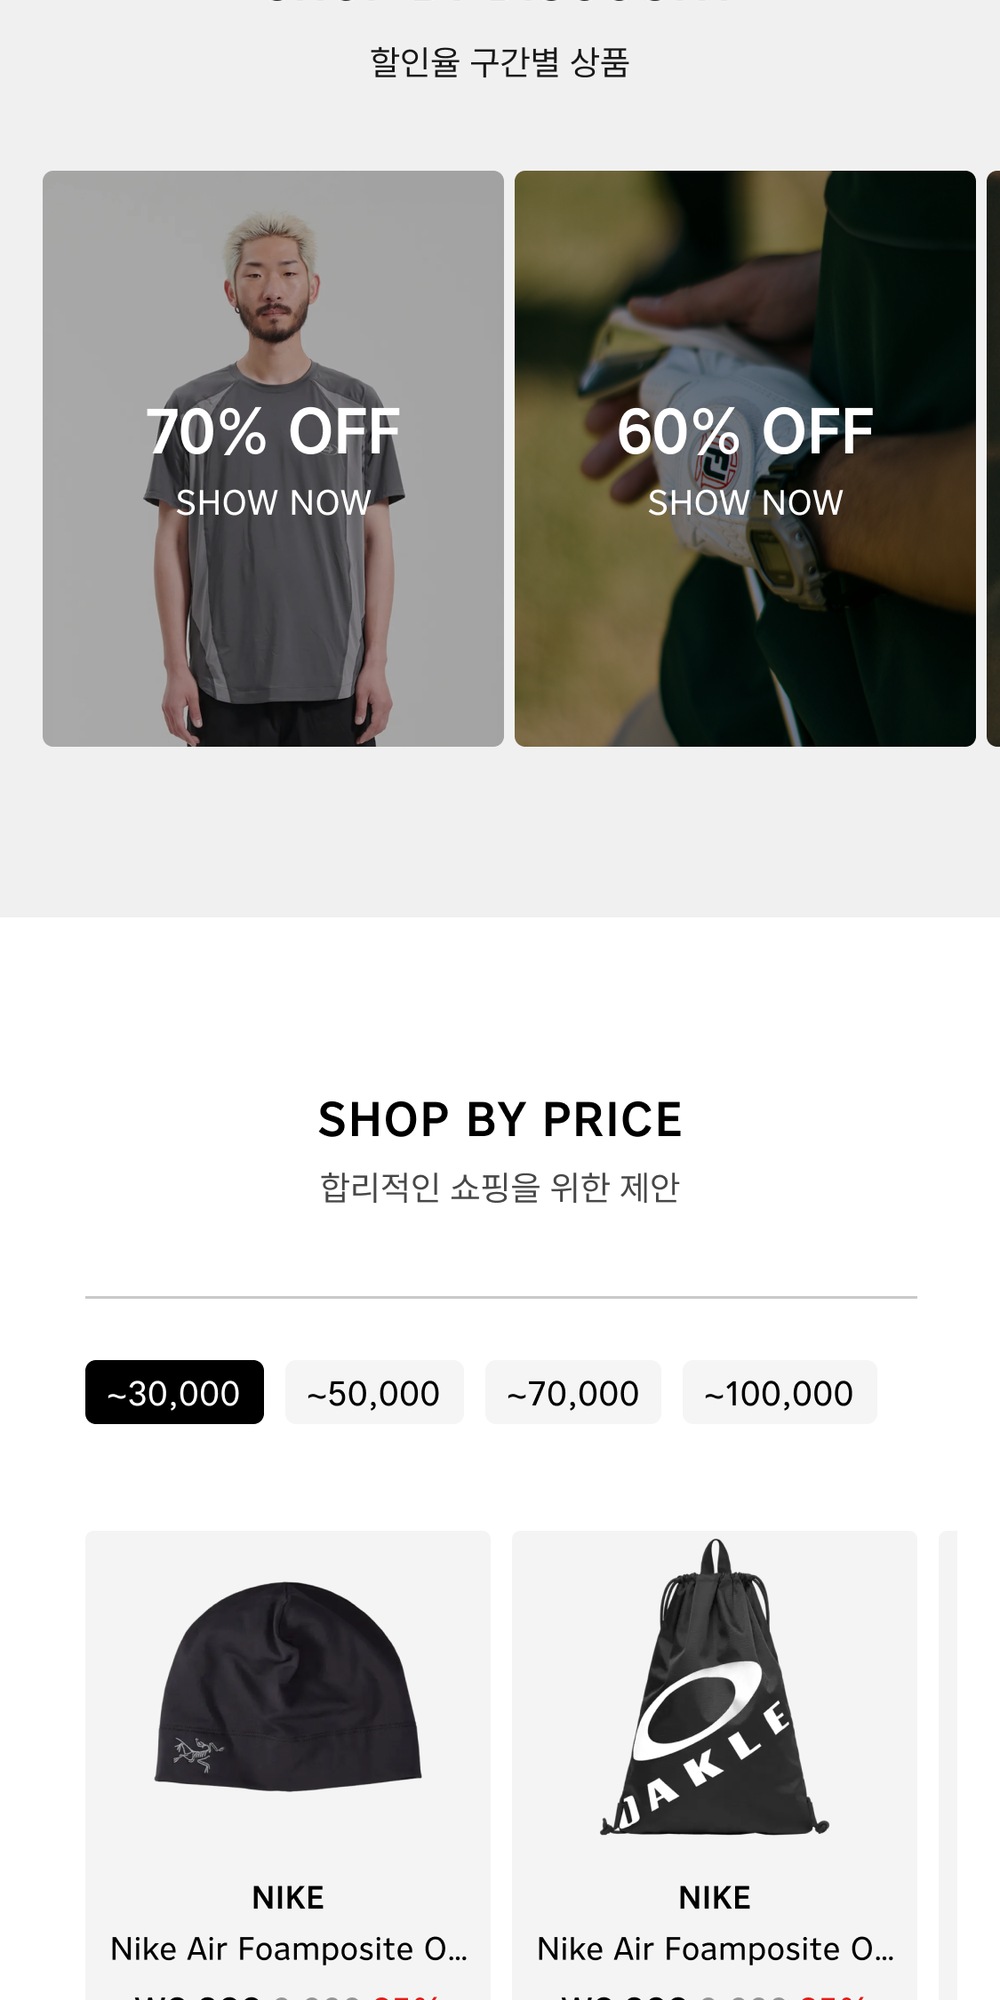 할인율 구간별 상품
70% OFF
SHOW NOW
60% OFF
SHOW NOW
SHOP BY PRICE
합리적인 쇼핑을 위한 제안
~30,000
~50,000
~70,000
~100,000
OAKLE
NIKE
Nike Air Foamposite O...
NIKE
Nike Air Foamposite O...